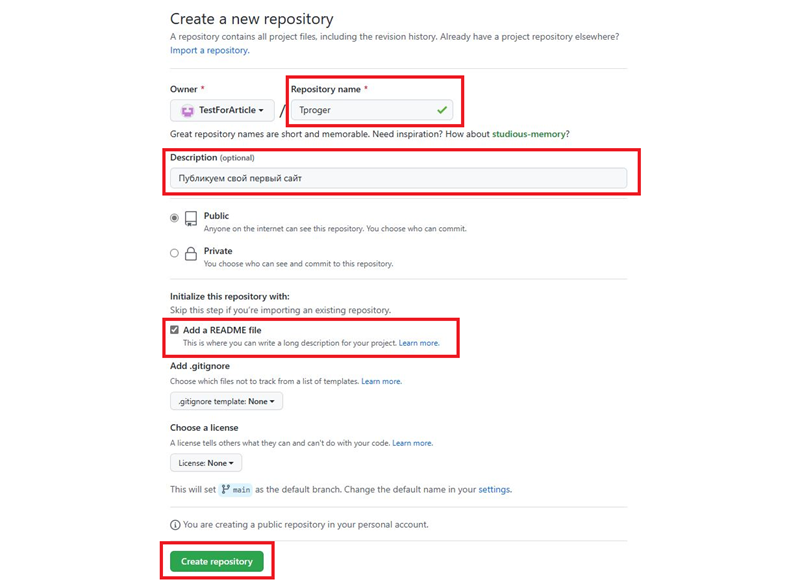 Create a new repository
A repository contains all project files, including the revision history. Already have a project repository elsewhere?
Import a repository.
Owner *
Repository name *
TestForArticle
/
Tproger
Great repository names are short and memorable. Need inspiration? How about studious-memory?
Description (optional)
Публикуем свой первый сайт
Public
Anyone on the internet can see this repository. You choose who can commit.
Private
You choose who can see and commit to this repository.
Initialize this repository with:
Skip this step if you're importing an existing repository.
Add a README file
This is where you can write a long description for your project. Learn more.
Add .gitignore
Choose which files not to track from a list of templates. Learn more.
.gitignore template: None
Choose a license
A license tells others what they can and can't do with your code. Learn more.
License: None
This will set main as the default branch. Change the default name in your settings.
You are creating a public repository in your personal account.
Create repository